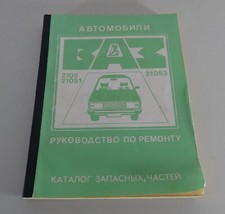 АВТОМОБИЛИ
ВАЗ
2105 21053
21051
РУКОВОДСТВО ПО РЕМОНТУ
КАТАЛОГ ЗАПАСНЫХ ЧАСТЕЙ